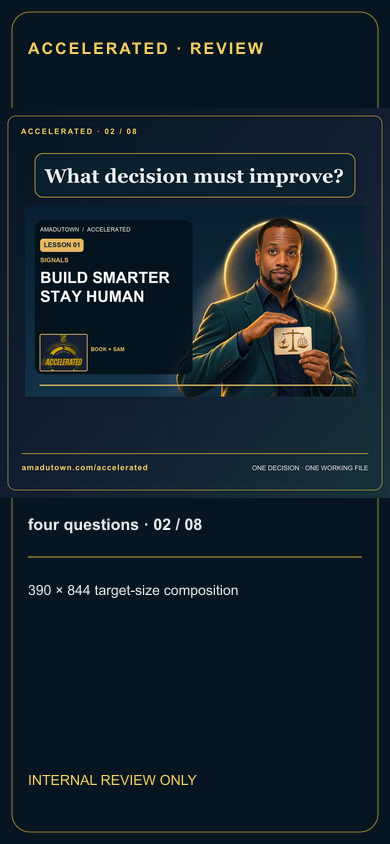 ACCELERATED · REVIEW
ACCELERATED · 02 / 08
What decision must improve?
AMADUTOWN / ACCELERATED
LESSON 01
SIGNALS
BUILD SMARTER
STAY HUMAN
ACCELERATED
BOOK + SAM
amadutown.com/accelerated
ONE DECISION · ONE WORKING FILE
four questions · 02 / 08
390 × 844 target-size composition
INTERNAL REVIEW ONLY